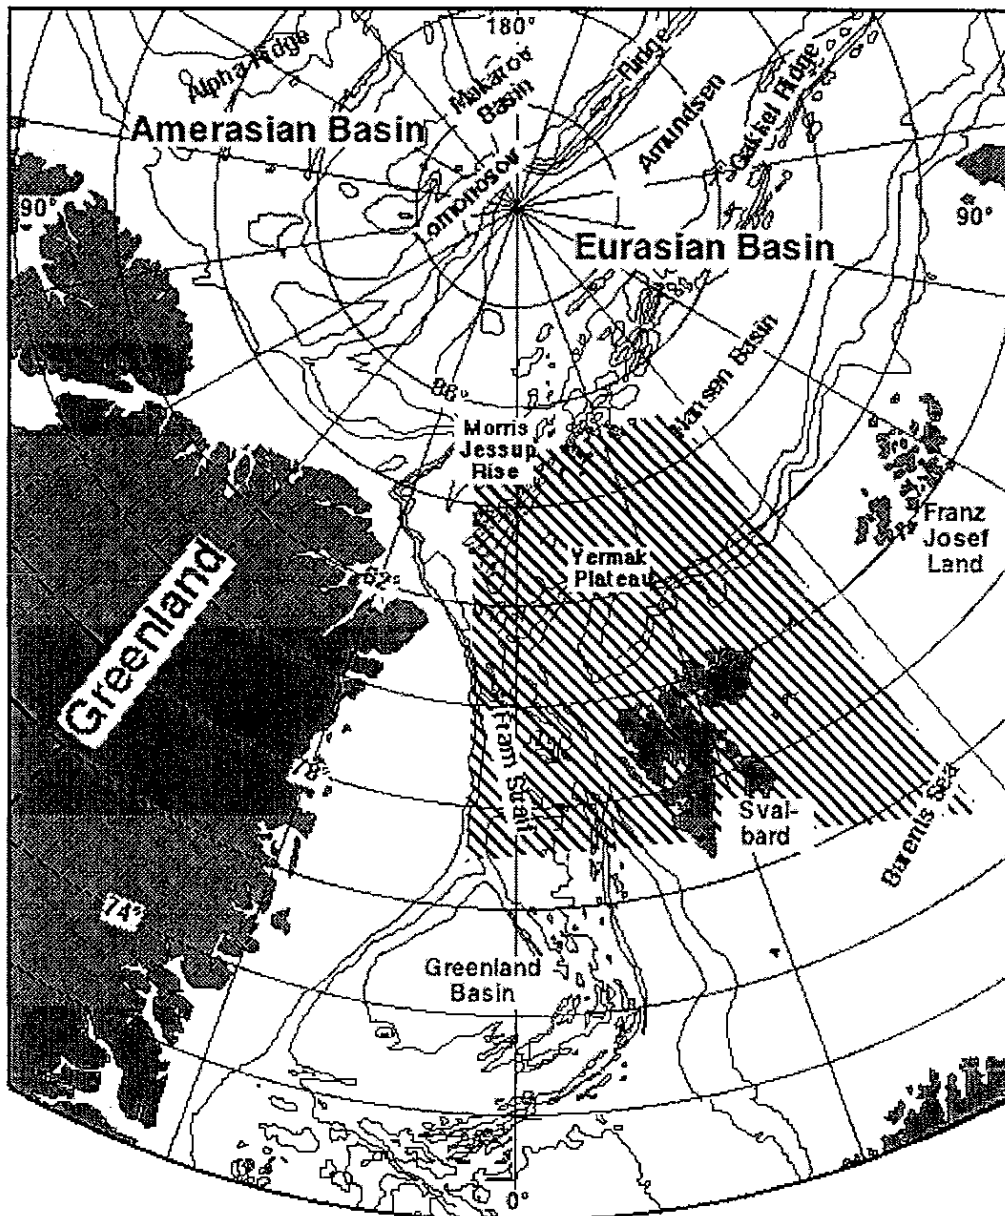 180°
Alpha Ridge
Makarov
Basin
Ridge
Amerasian Basin
Amundsen
Gakkel Ridge
Lomonosov
90°
90°
Eurasian Basin
88°
Nansen Basin
Morris
Jessup
Rise
Franz
Josef
Land
Yermak
Plateau
82°
Greenland
Fram Strait
78°
Sval-
bard
Barents Sea
74°
Greenland
Basin
0°